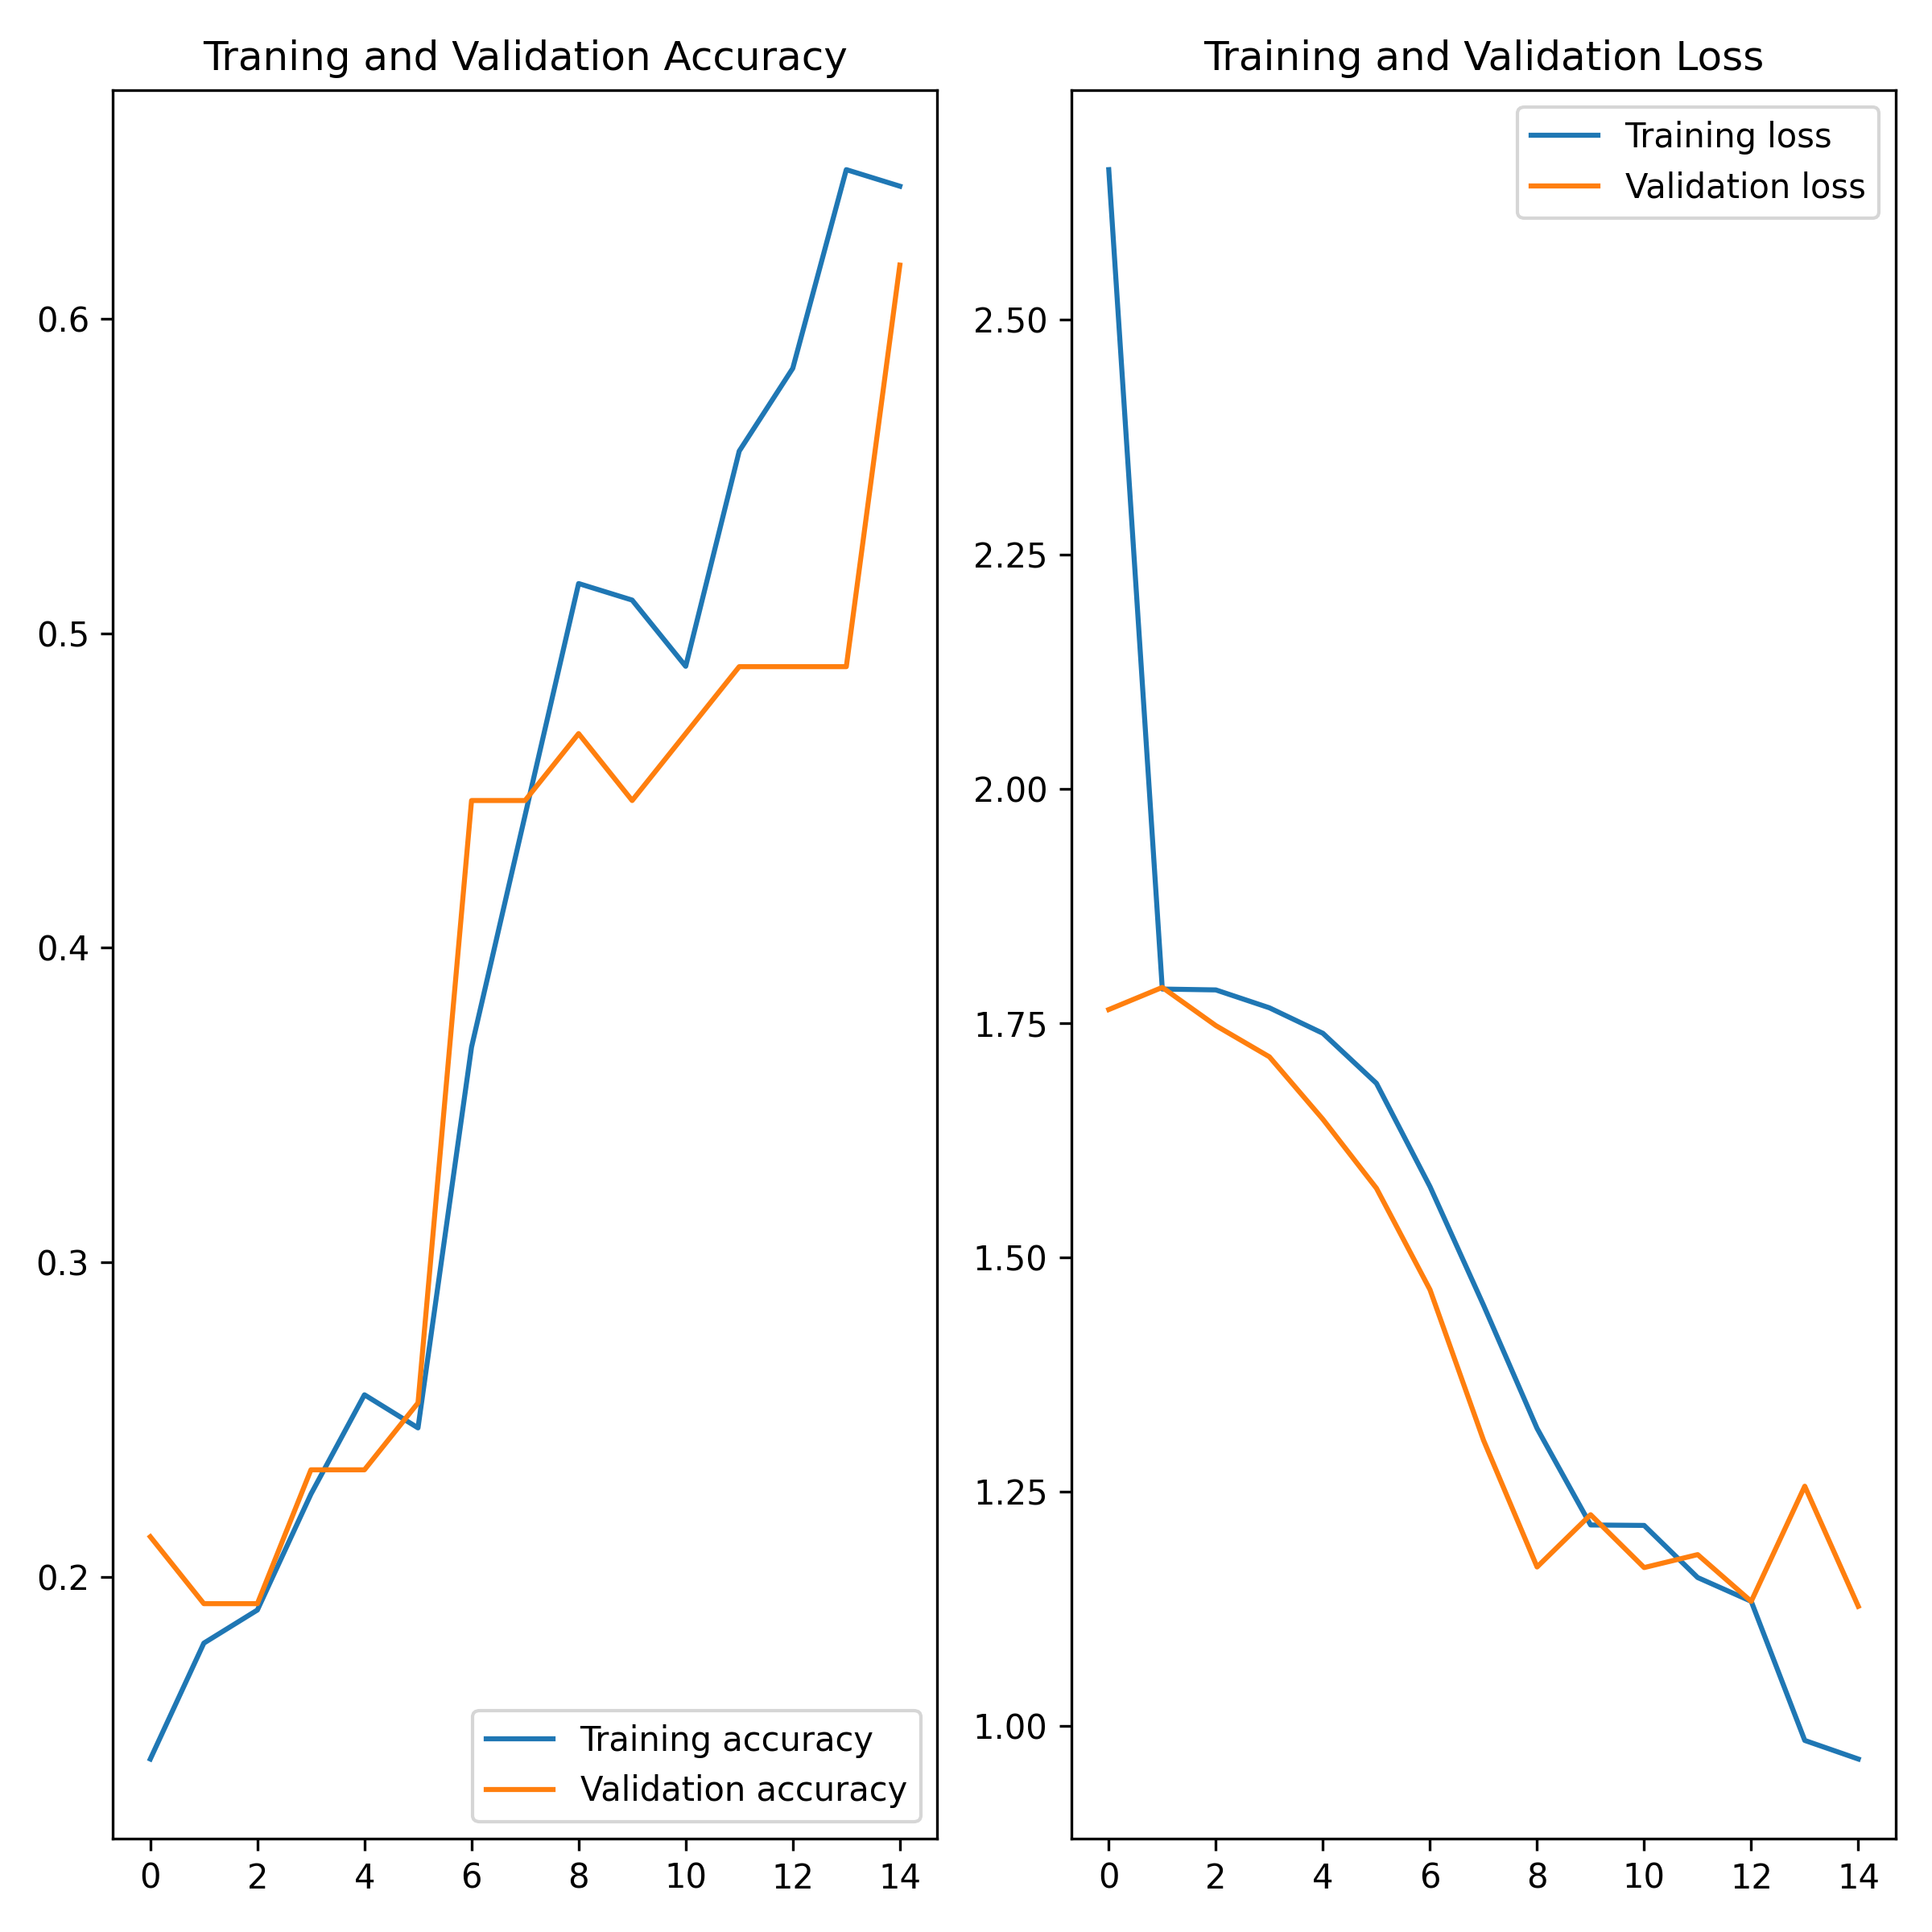 Traning and Validation Accuracy
0.6
0.5
0.4
0.3
0.2
Training accuracy
Validation accuracy
0 2 4 6 8 10 12 14
Training and Validation Loss
Training loss
Validation loss
2.50
2.25
2.00
1.75
1.50
1.25
1.00
0 2 4 6 8 10 12 14